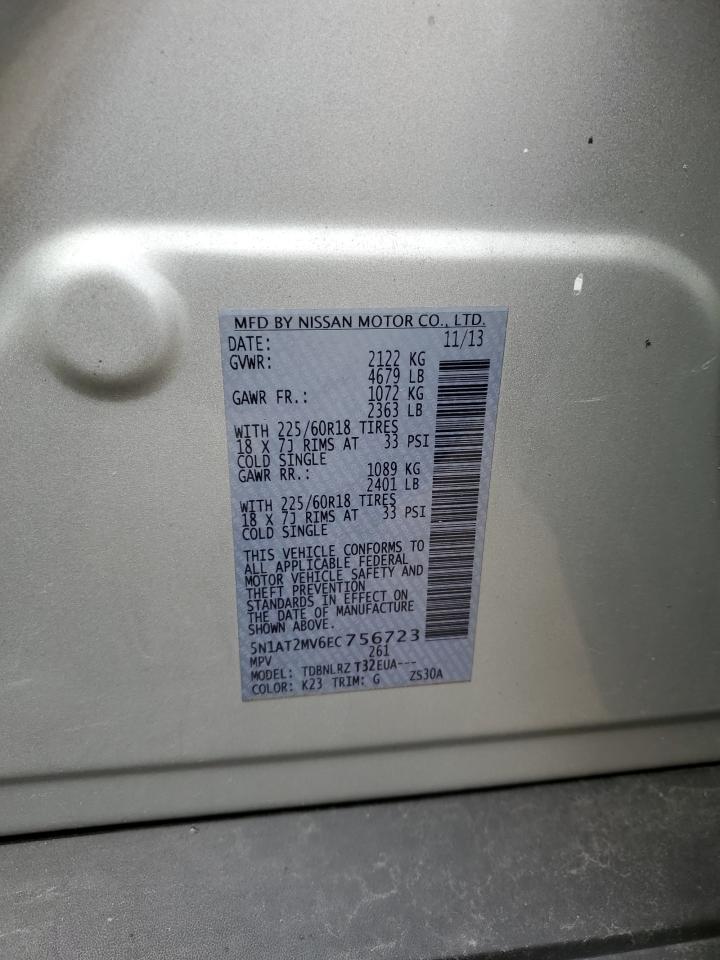 MFD BY NISSAN MOTOR CO., LTD.
DATE: 11/13
GVWR: 2122 KG
4679 LB
GAWR FR.: 1072 KG
2363 LB
WITH 225/60R18 TIRES
18 X 7J RIMS AT 33 PSI
COLD SINGLE
GAWR RR.: 1089 KG
2401 LB
WITH 225/60R18 TIRES
18 X 7J RIMS AT 33 PSI
COLD SINGLE
THIS VEHICLE CONFORMS TO
ALL APPLICABLE FEDERAL
MOTOR VEHICLE SAFETY AND
THEFT PREVENTION
STANDARDS IN EFFECT ON
THE DATE OF MANUFACTURE
SHOWN ABOVE.
5N1AT2MV6EC756723
MPV 261
MODEL: TDBNLRZ T32EUA---
COLOR: K23 TRIM: G ZS30A